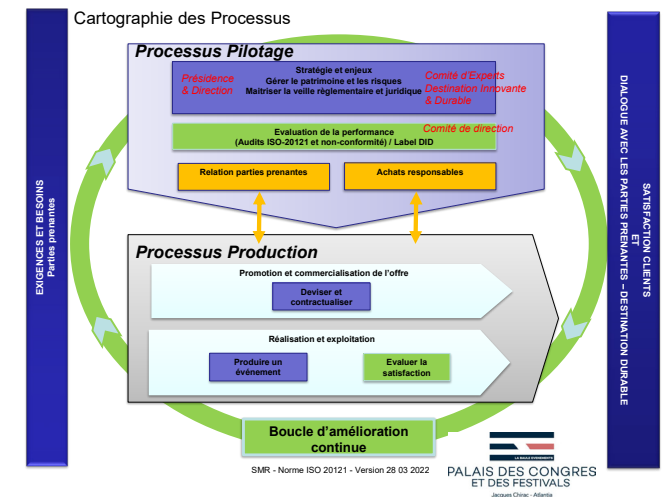 Cartographie des Processus
EXIGENCES ET BESOINS
Parties prenantes
Processus Pilotage
Présidence
& Direction
Stratégie et enjeux
Gérer le patrimoine et les risques
Maitriser la veille réglementaire et juridique
Comité d'Experts
Destination Innovante
& Durable
Evaluation de la performance
(Audits ISO-20121 et non-conformité) / Label DID
Comité de direction
Relation parties prenantes
Achats responsables
Processus Production
Promotion et commercialisation de l'offre
Deviser et
contractualiser
Réalisation et exploitation
Produire un
événement
Evaluer la
satisfaction
Boucle d'amélioration
continue
SATISFACTION CLIENTS
ET
DIALOGUE AVEC LES PARTIES PRENANTES – DESTINATION DURABLE
SMR - Norme ISO 20121 - Version 28 03 2022
LA BAULE EVENEMENTS
PALAIS DES CONGRES
ET DES FESTIVALS
Jacques Chirac - Atlantia